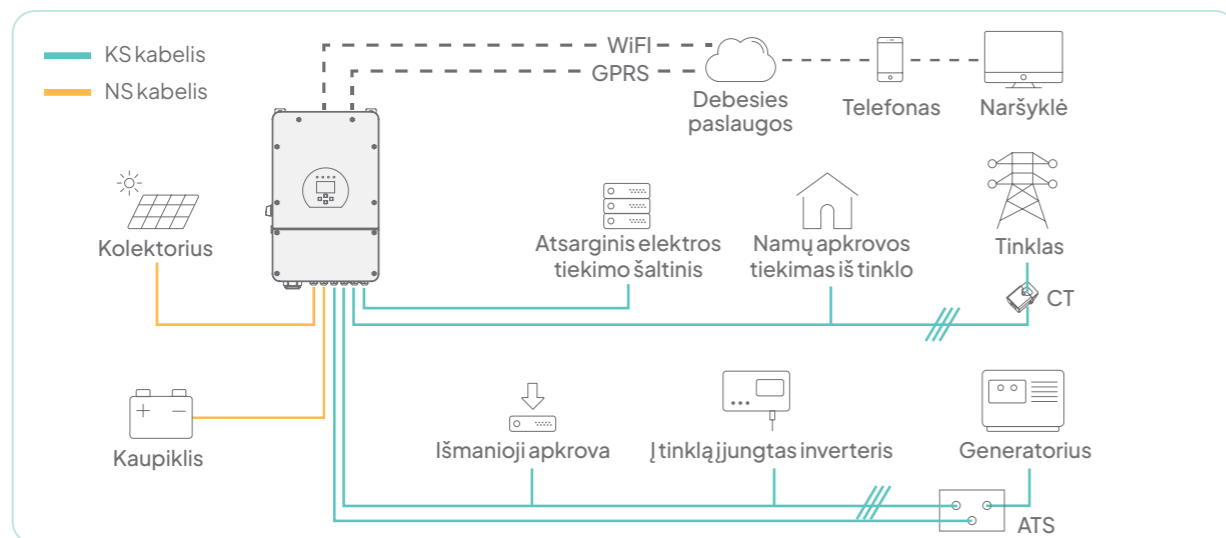 KS kabelis
NS kabelis
WiFI
GPRS
Debesies
paslaugos
Telefonas
Naršyklė
Kolektorius
Atsarginis elektros
tiekimo šaltinis
Namų apkrovos
tiekimas iš tinklo
Tinklas
CT
Kaupiklis
Išmanioji apkrova
Į tinklą įjungtas inverteris
Generatorius
ATS